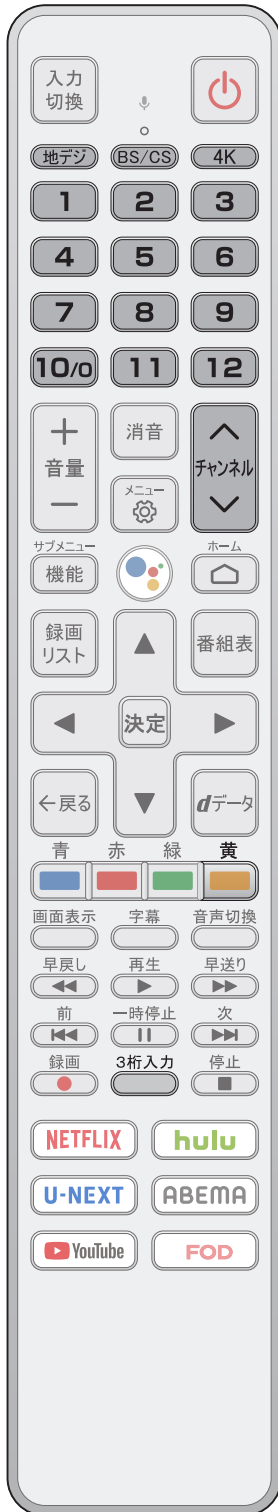 入力
切換
地デジ BS/CS 4K
1 2 3
4 5 6
7 8 9
10/0 11 12
＋ 消音
音量 チャンネル
－ メニュー
サブメニュー ホーム
機能
録画
リスト 番組表
決定
←戻る dデータ
青 赤 緑 黄
画面表示 字幕 音声切換
早戻し 再生 早送り
前 一時停止 次
録画 3桁入力 停止
NETFLIX hulu
U-NEXT ABEMA
YouTube FOD